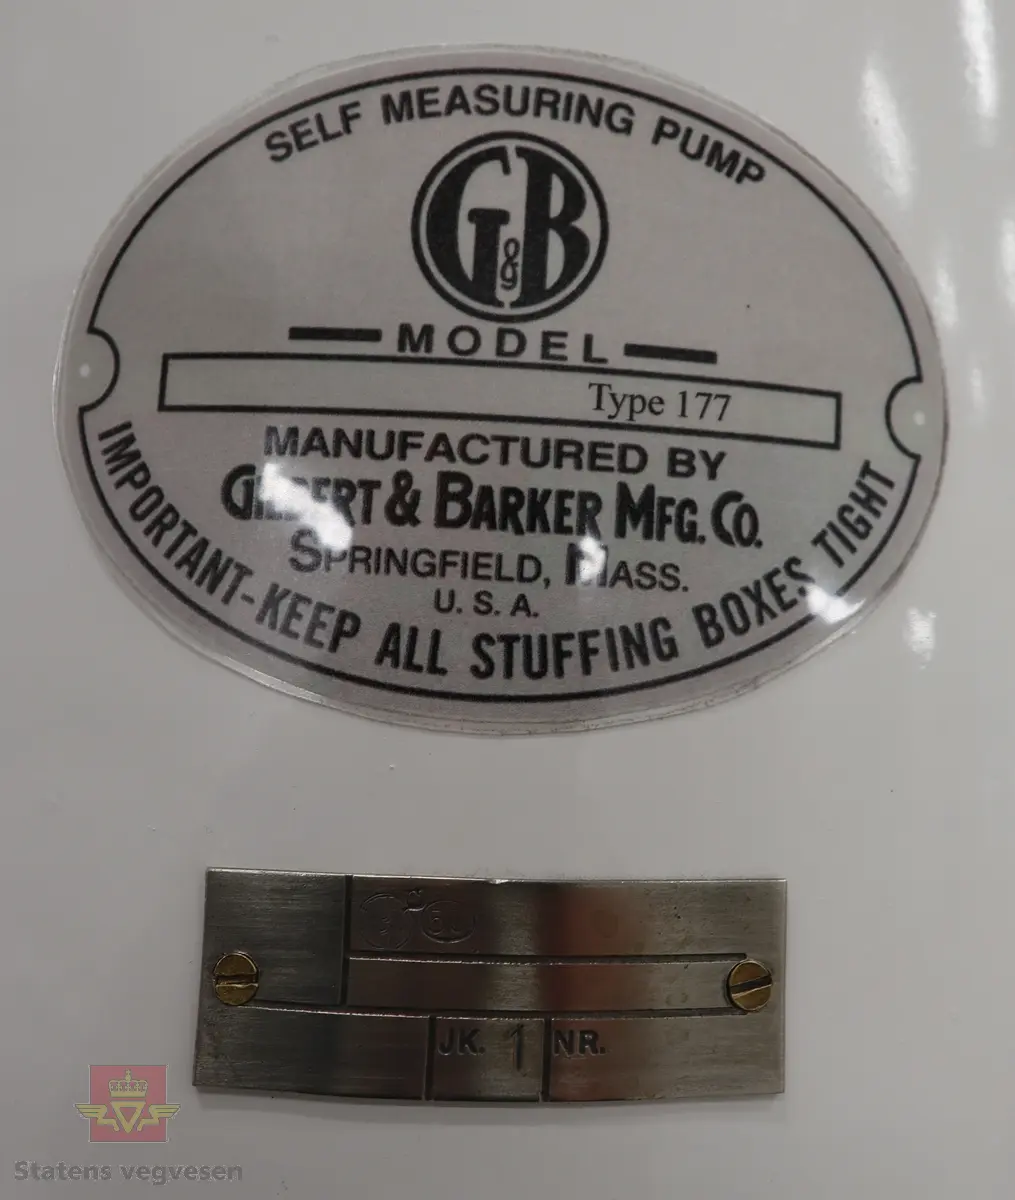 SELF MEASURING PUMP
G&B
MODEL
Type 177
MANUFACTURED BY
GILBERT & BARKER MFG. CO.
SPRINGFIELD, MASS.
U. S. A.
IMPORTANT-KEEP ALL STUFFING BOXES TIGHT
JK. 1 NR.
Statens vegvesen